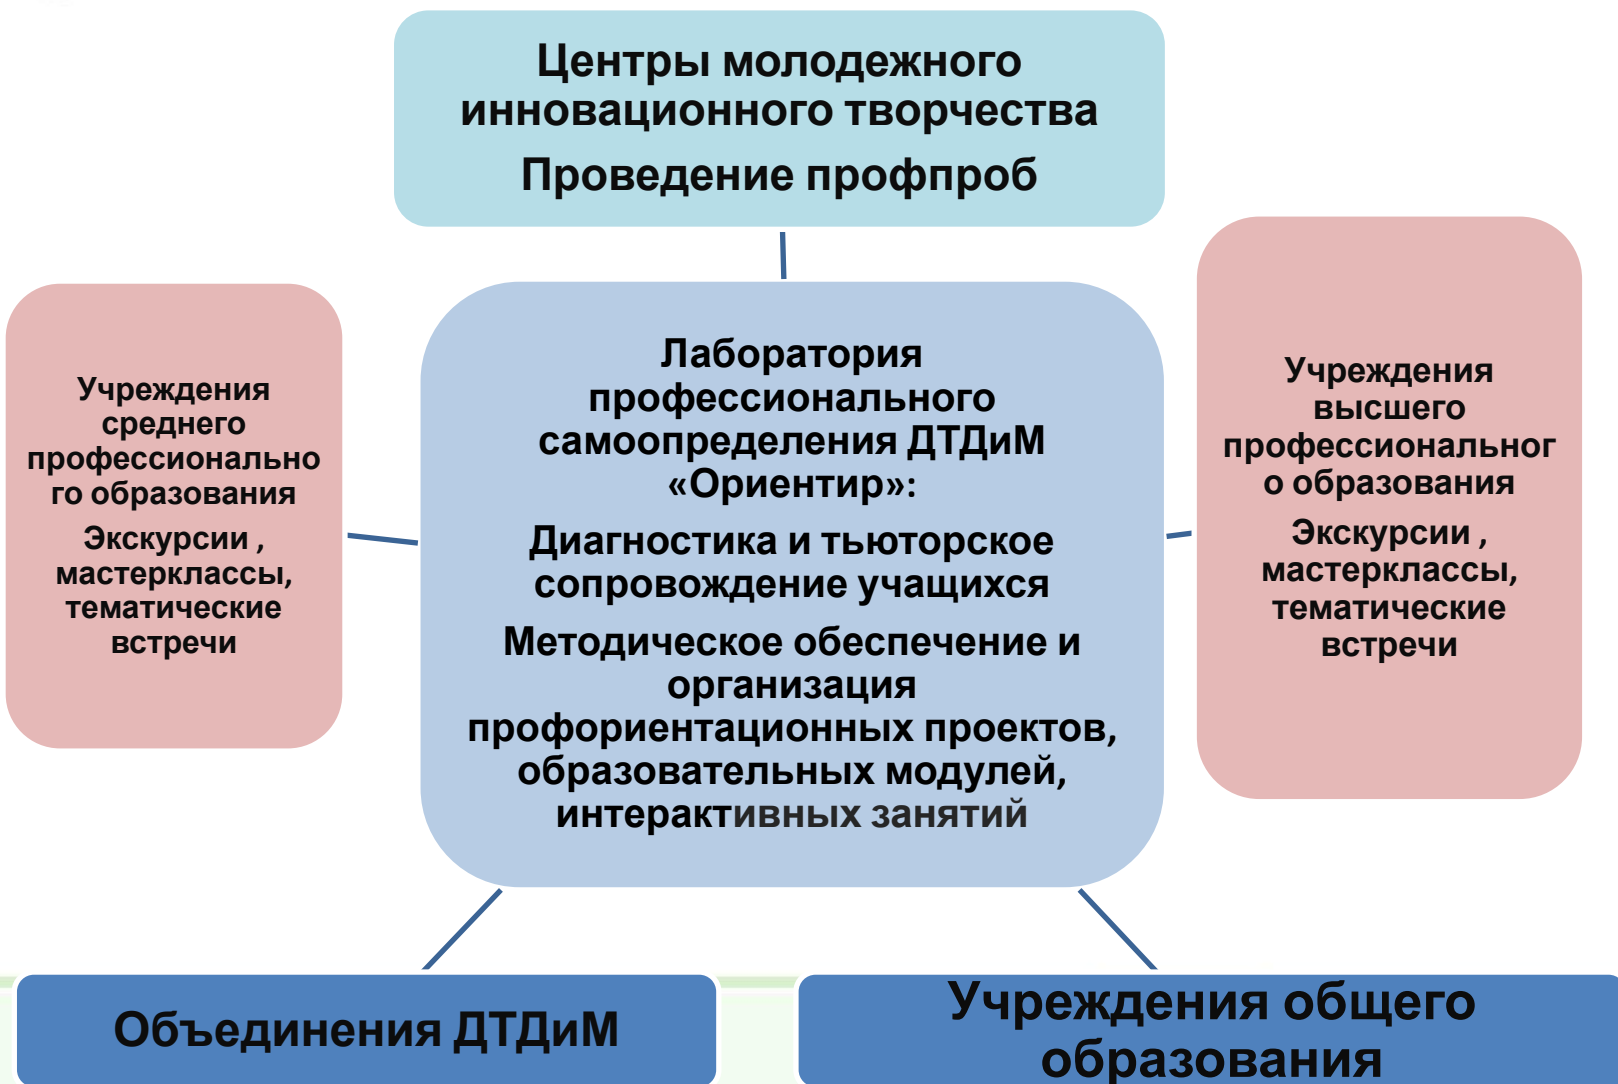 Центры молодежного
инновационного творчества
Проведение профпроб
Учреждения
среднего
профессионально
го образования
Экскурсии ,
мастерклассы,
тематические
встречи
Лаборатория
профессионального
самоопределения ДТДиМ
«Ориентир»:
Диагностика и тьюторское
сопровождение учащихся
Методическое обеспечение и
организация
профориентационных проектов,
образовательных модулей,
интерактивных занятий
Учреждения
высшего
профессиональног
о образования
Экскурсии ,
мастерклассы,
тематические
встречи
Объединения ДТДиМ
Учреждения общего
образования